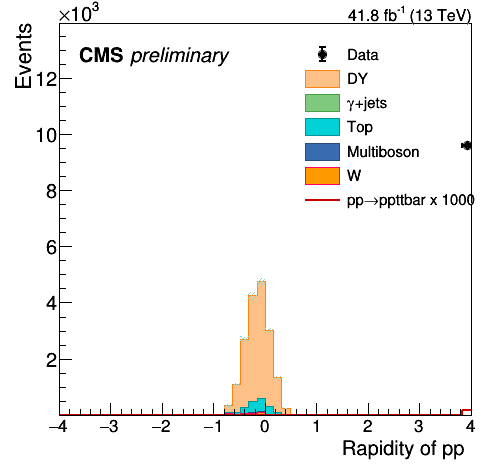 ×10³
41.8 fb⁻¹ (13 TeV)
Events
CMS preliminary
Data
DY
γ+jets
Top
Multiboson
W
pp→ppttbar x 1000
12
10
8
6
4
2
−4 −3 −2 −1 0 1 2 3 4
Rapidity of pp